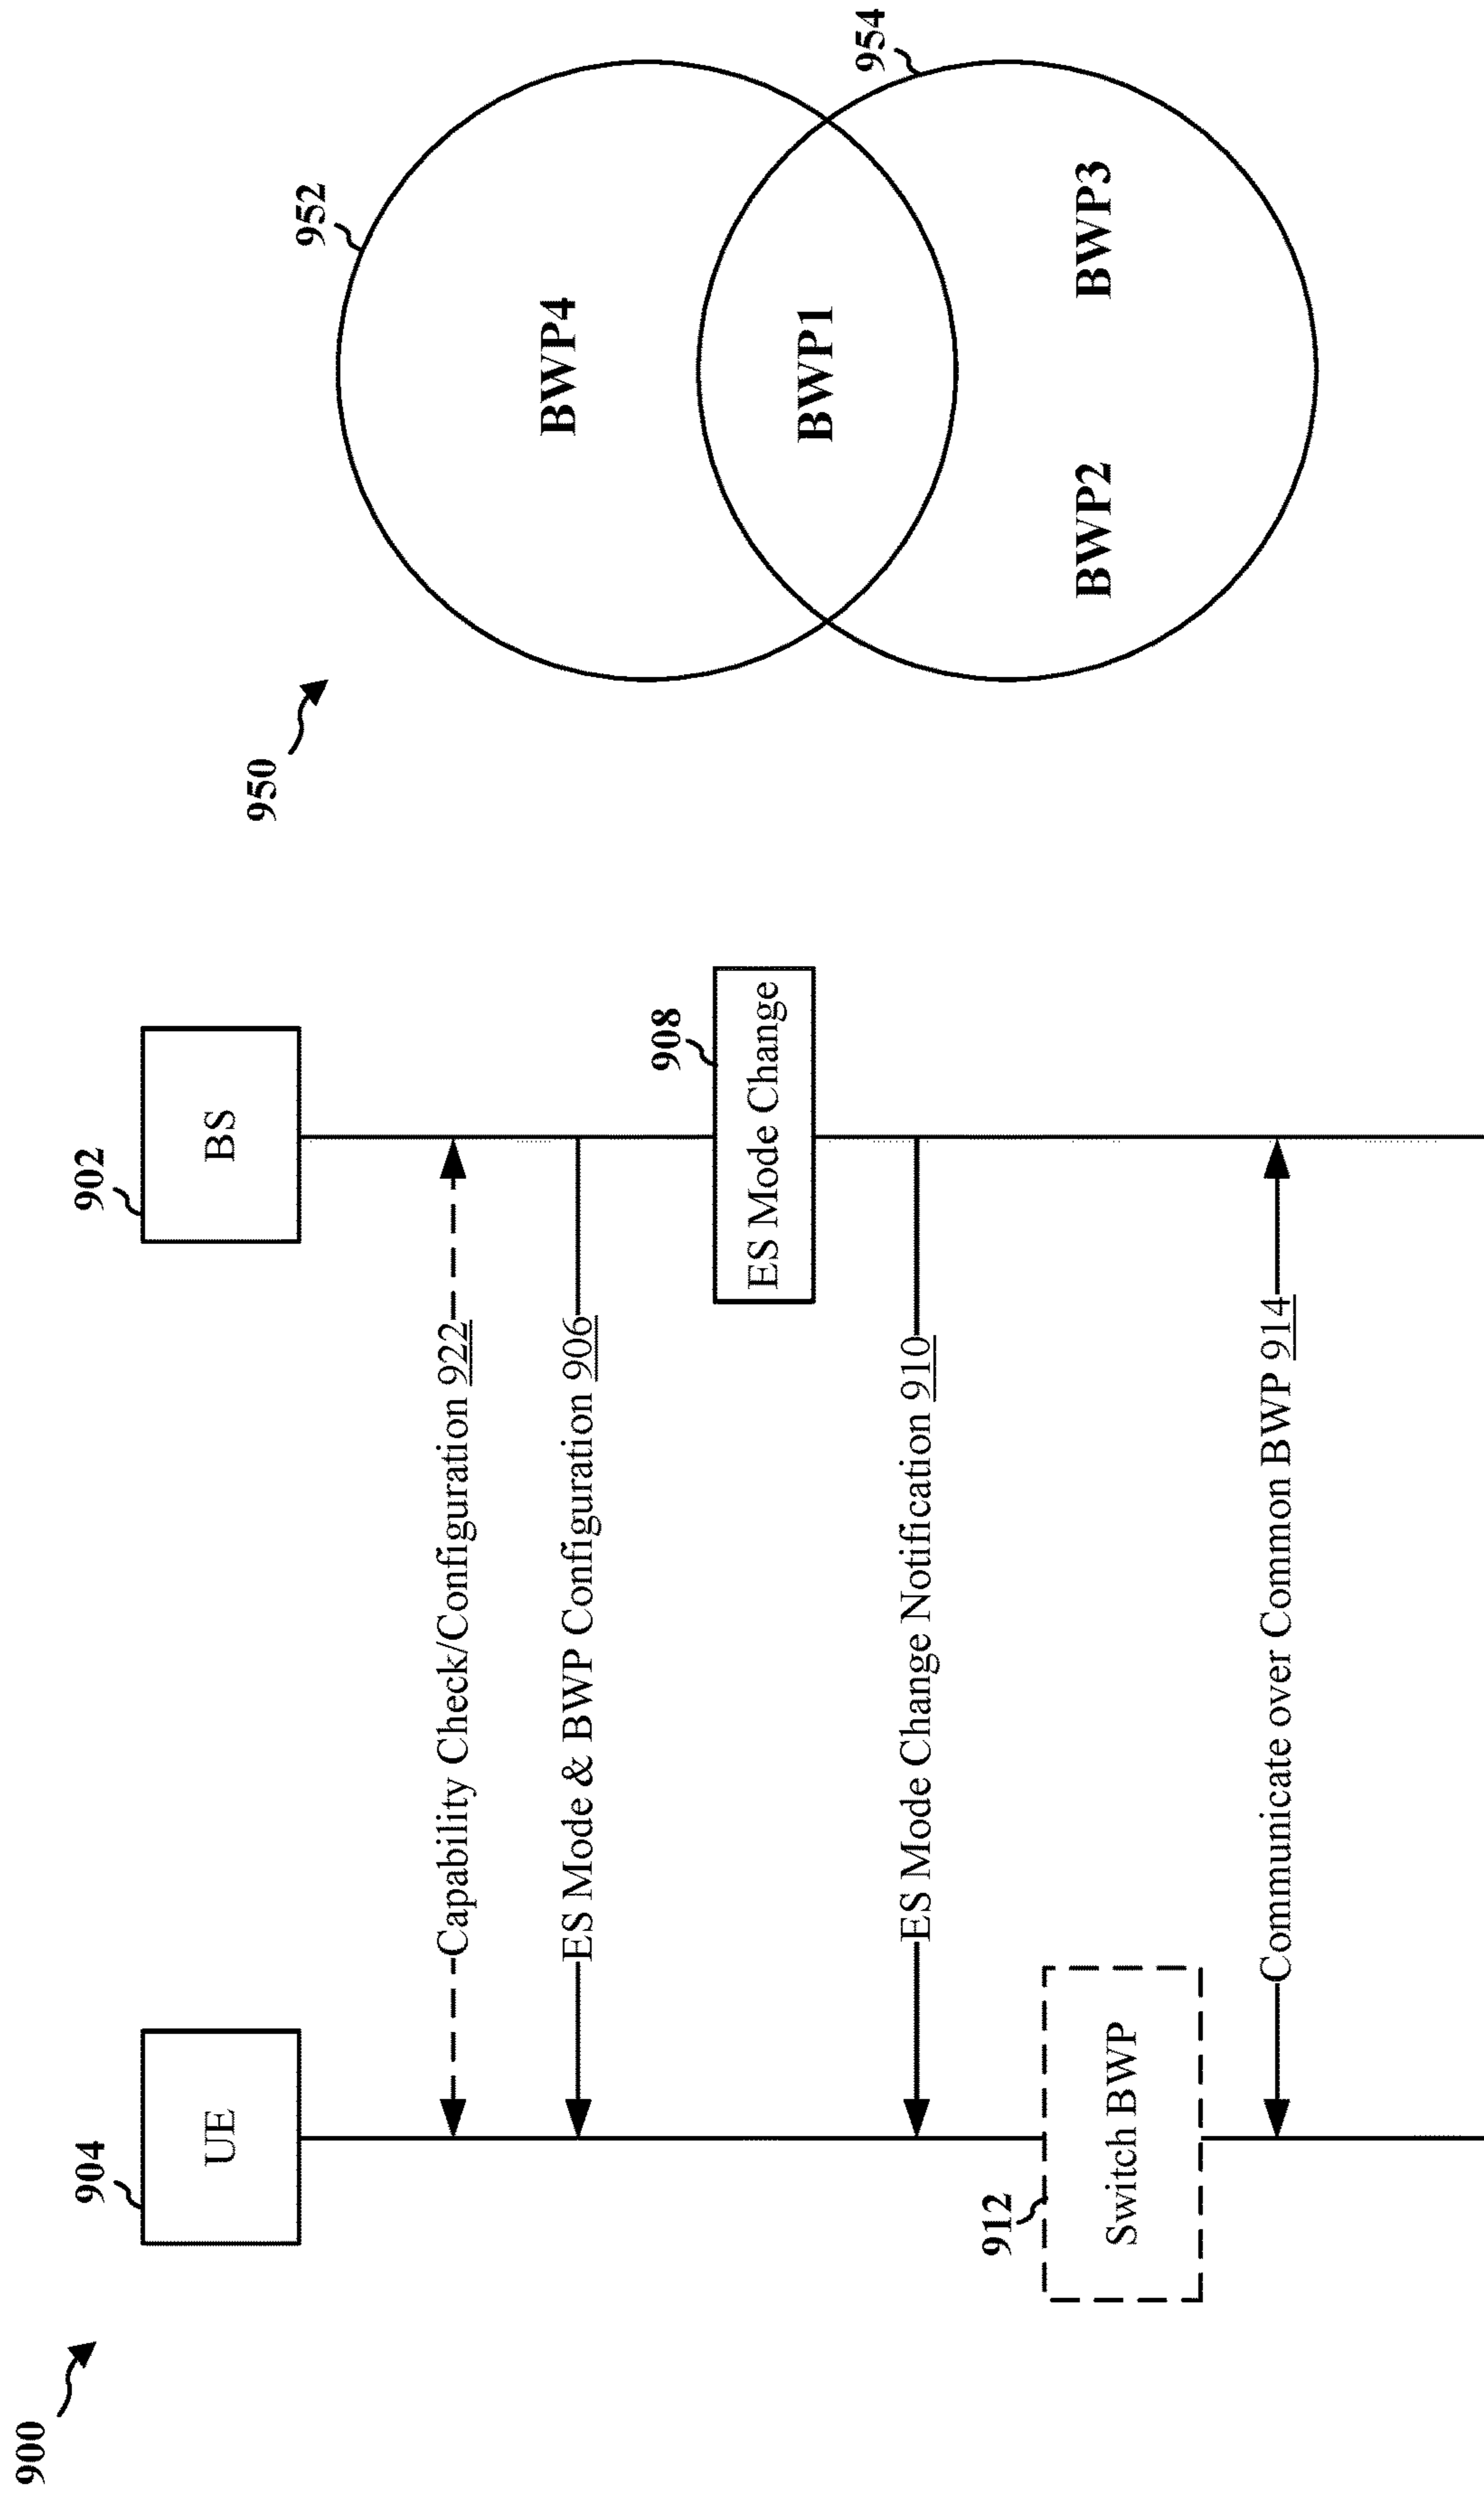 900
904
UE
902
BS
Capability Check/Configuration 922
ES Mode & BWP Configuration 906
908
ES Mode Change
ES Mode Change Notification 910
912
Switch BWP
Communicate over Common BWP 914
950
952
BWP4
954
BWP1
BWP2
BWP3